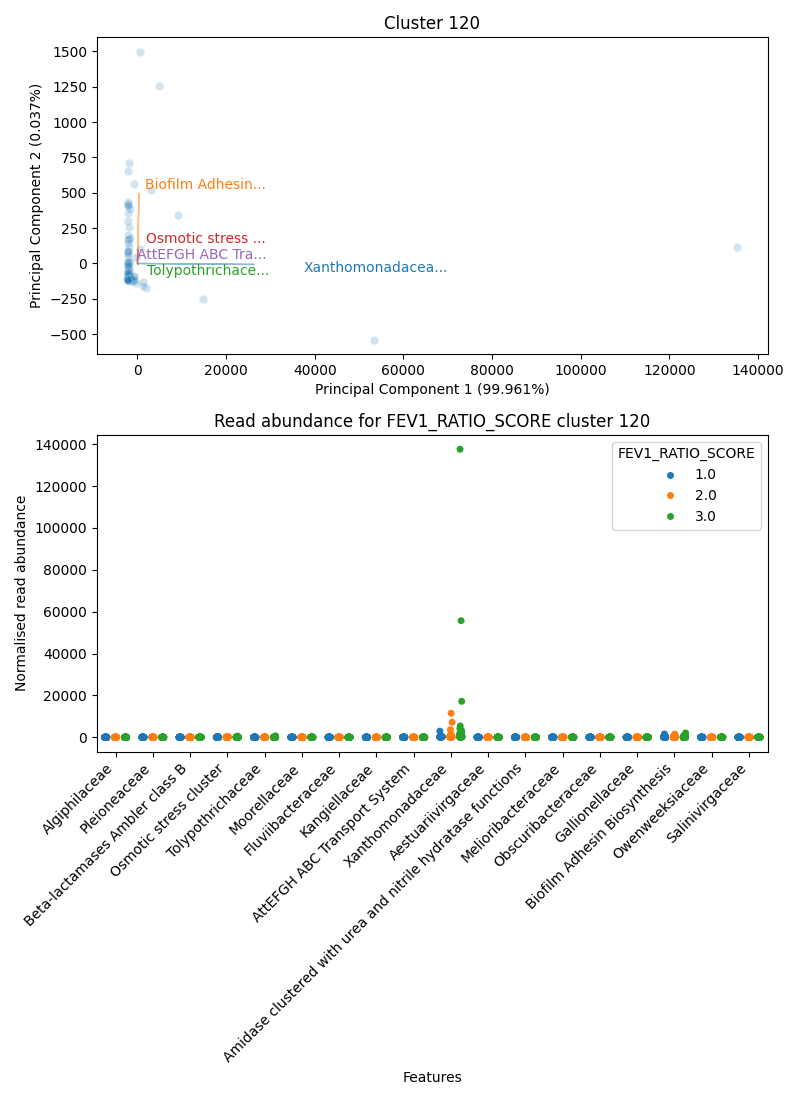 Cluster 120
1500
1250
1000
750
500
250
0
−250
−500
Principal Component 2 (0.037%)
Biofilm Adhesin...
Osmotic stress ...
AttEFGH ABC Tra...
Tolypothrichace...
Xanthomonadacea...
0
20000
40000
60000
80000
100000
120000
140000
Principal Component 1 (99.961%)
Read abundance for FEV1_RATIO_SCORE cluster 120
140000
120000
100000
80000
60000
40000
20000
0
Normalised read abundance
FEV1_RATIO_SCORE
1.0
2.0
3.0
Algiphilaceae
Pleioneaceae
Beta-lactamases Ambler class B
Osmotic stress cluster
Tolypothrichaceae
Moorellaceae
Fluviibacteraceae
Kangiellaceae
AttEFGH ABC Transport System
Xanthomonadaceae
Aestuariivirgaceae
Amidase clustered with urea and nitrile hydratase functions
Melioribacteraceae
Obscuribacteraceae
Gallionellaceae
Biofilm Adhesin Biosynthesis
Owenweeksiaceae
Salinivirgaceae
Features